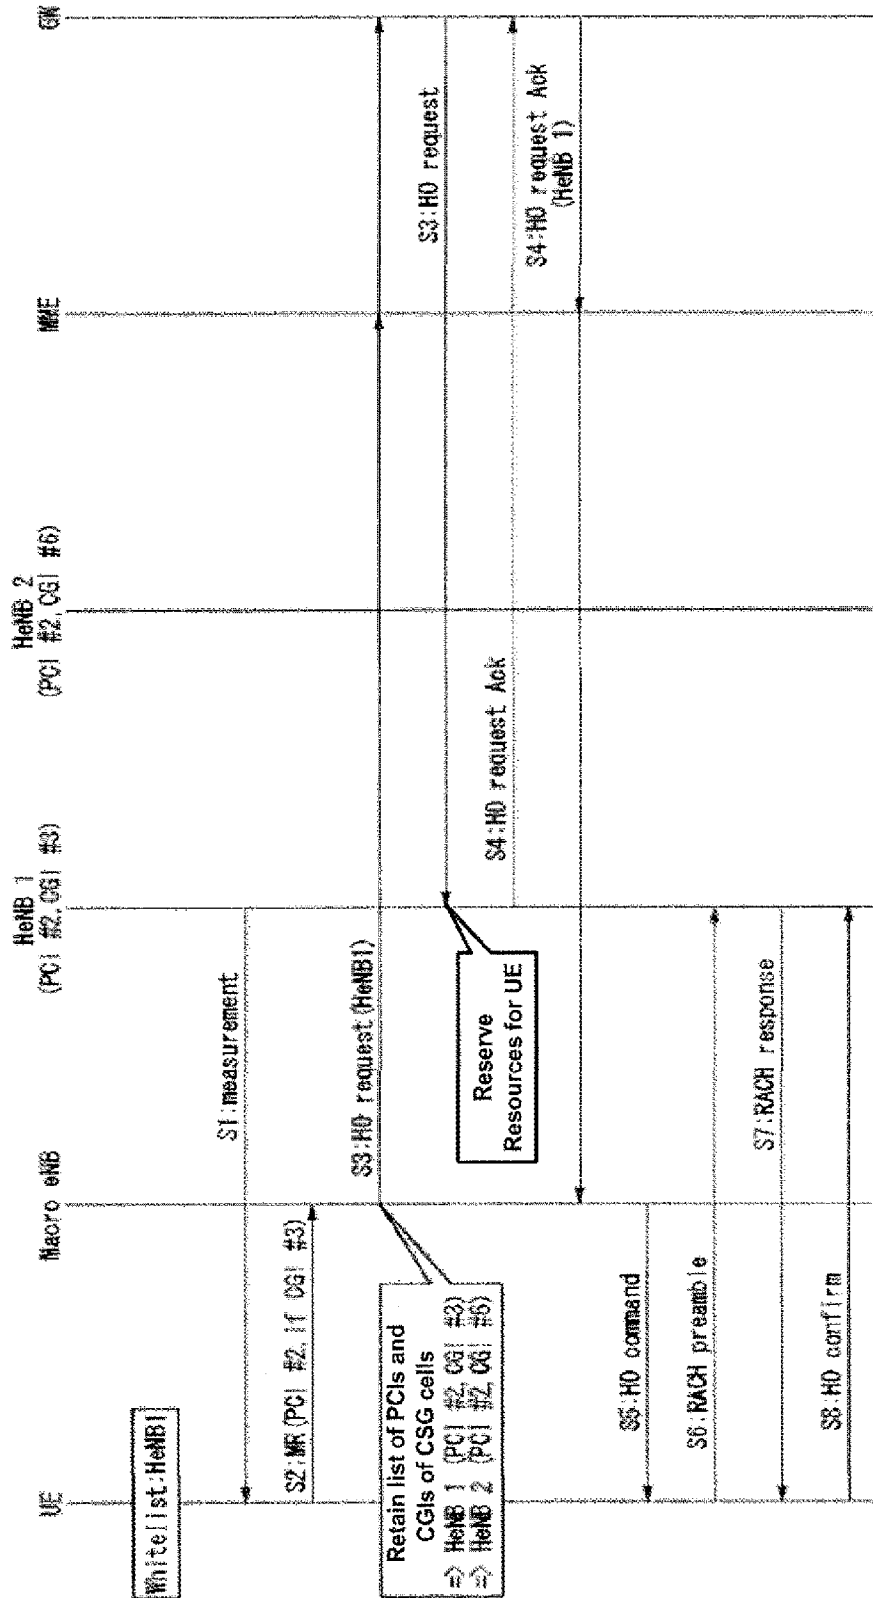 UE
Macro eNB
HeNB 1
(PCI #2, CGI #3)
HeNB 2
(PCI #2, CGI #6)
MME
GW
Whitelist:HeNB1
S1:measurement
S2:MR(PCI #2, if CGI #3)
Retain list of PCIs and
CGIs of CSG cells
=> HeNB 1 (PCI #2, CGI #3)
=> HeNB 2 (PCI #2, CGI #6)
S3:HO request(HeNB1)
S3:HO request
Reserve
Resources for UE
S4:HO request Ack
S4:HO request Ack
(HeNB 1)
S5:HO command
S6:RACH preamble
S7:RACH response
S8:HO confirm